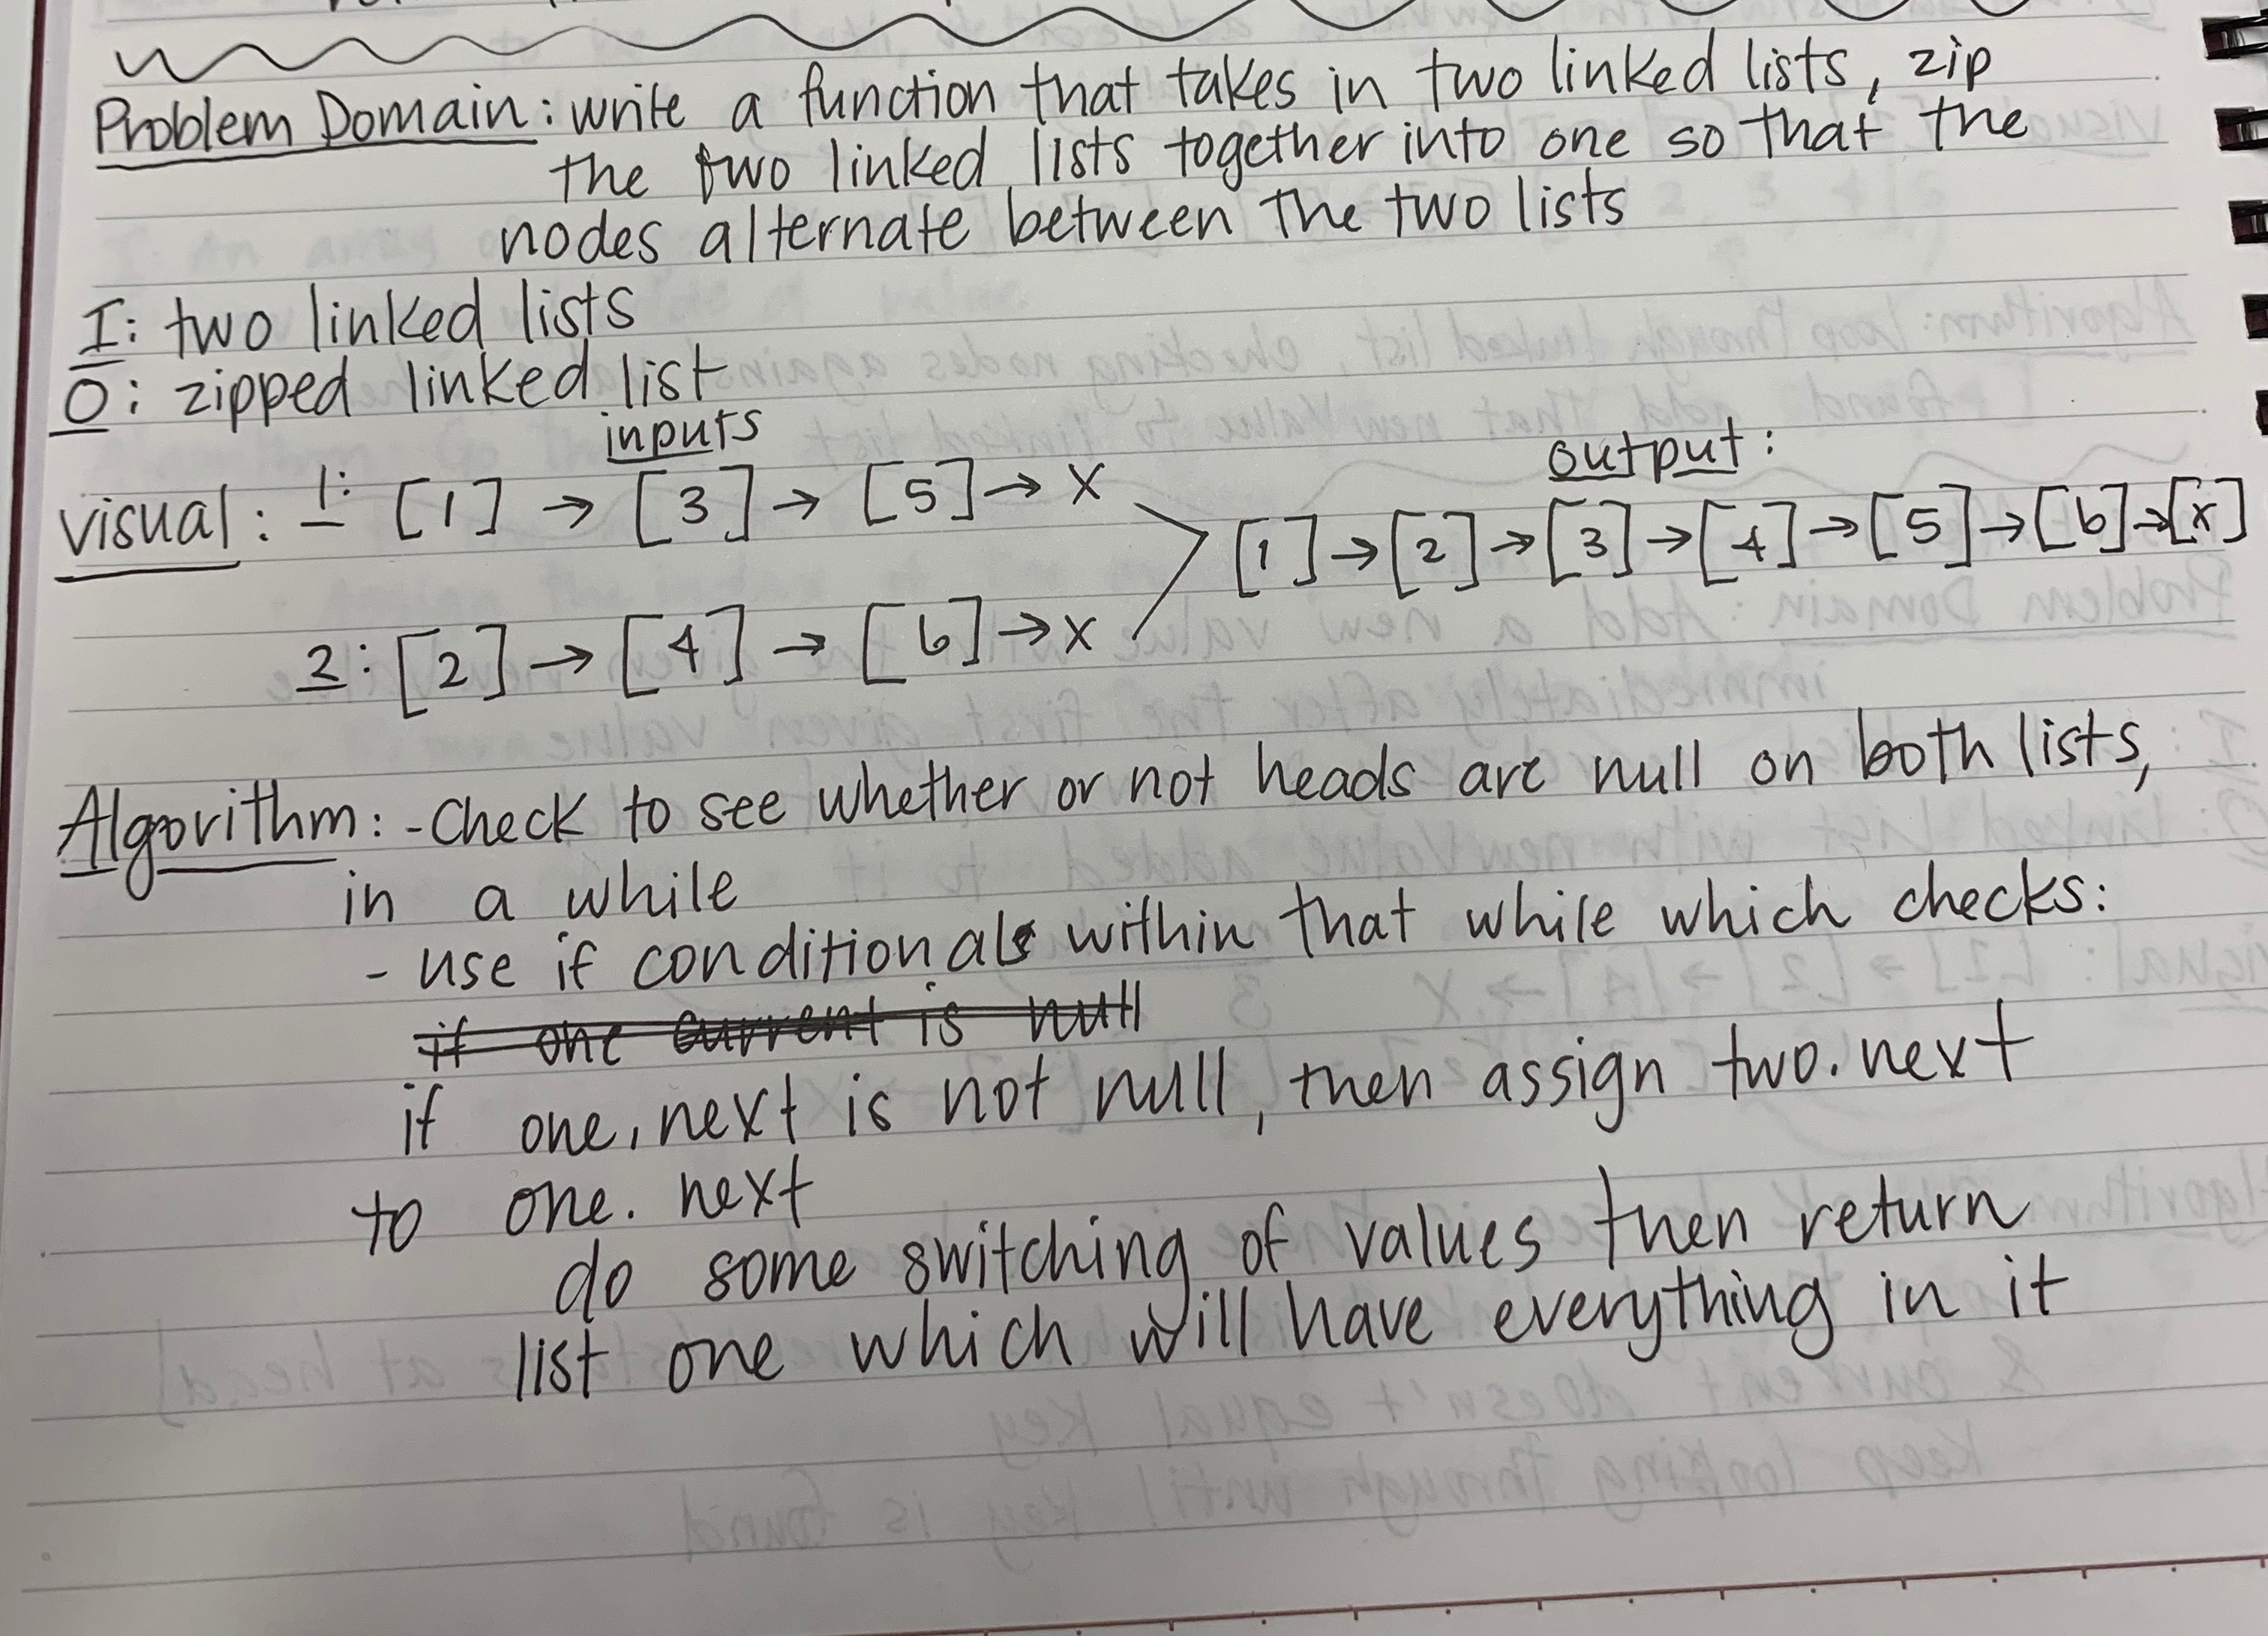 Problem Domain: write a function that takes in two linked lists, zip
the two linked lists together into one so that the
nodes alternate between the two lists
I: two linked lists
O: zipped linked list
inputs
output:
visual: 1: [1] → [3] → [5] → x
[1] → [2] → [3] → [4] → [5] → [6] → [x]
2: [2] → [4] → [6] → x
Algorithm: - Check to see whether or not heads are null on both lists,
in a while
- use if conditionals within that while which checks:
if one current is null
if one.next is not null, then assign two.next
to one.next
do some switching of values then return
list one which will have everything in it